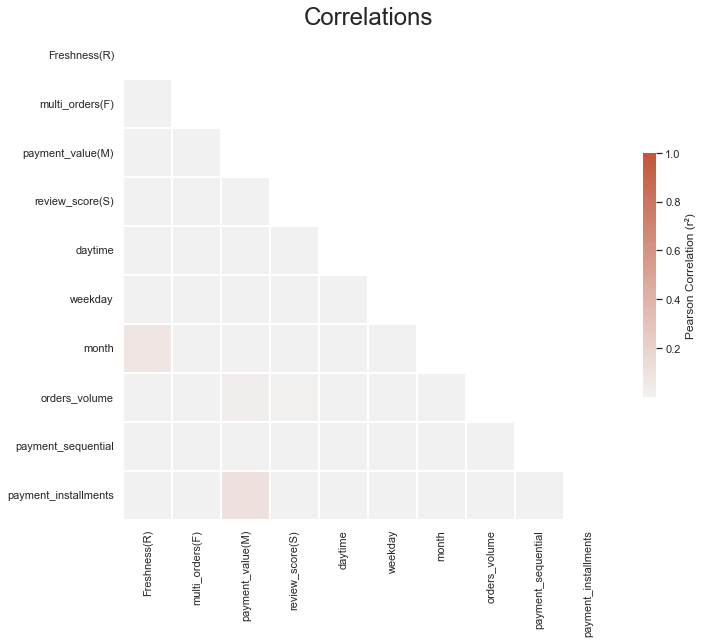 Correlations
Freshness(R)
multi_orders(F)
payment_value(M)
review_score(S)
daytime
weekday
month
orders_volume
payment_sequential
payment_installments
Freshness(R)
multi_orders(F)
payment_value(M)
review_score(S)
daytime
weekday
month
orders_volume
payment_sequential
payment_installments
1.0
0.8
0.6
0.4
0.2
Pearson Correlation (r²)